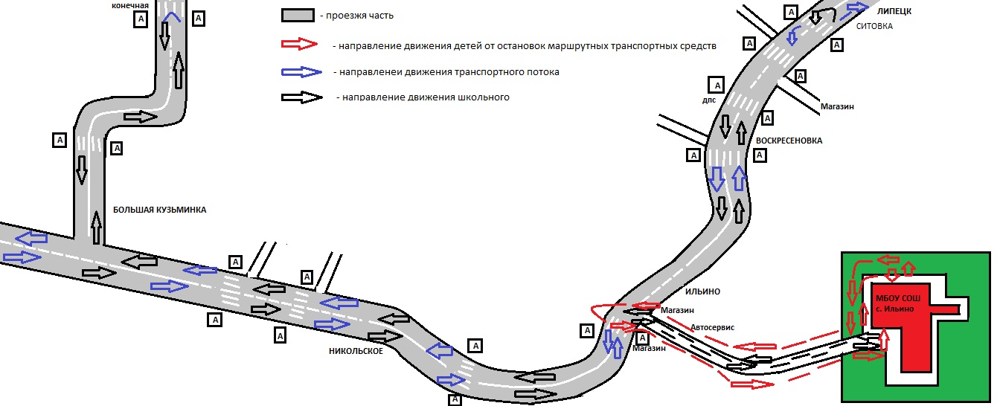 конечная
А
А
- проезжя часть
- направление движения детей от остановок маршрутных транспортных средств
- направленеи движения транспортного потока
- направление движения школьного
А
ЛИПЕЦК
СИТОВКА
А
А
А
А
дпс
Магазин
А
А
А
ВОСКРЕСЕНОВКА
А
А
БОЛЬШАЯ КУЗЬМИНКА
А
А
А
А
НИКОЛЬСКОЕ
А
А
ИЛЬИНО
Магазин
А
А
Автосервис
Магазин
МБОУ СОШ
с. Ильино